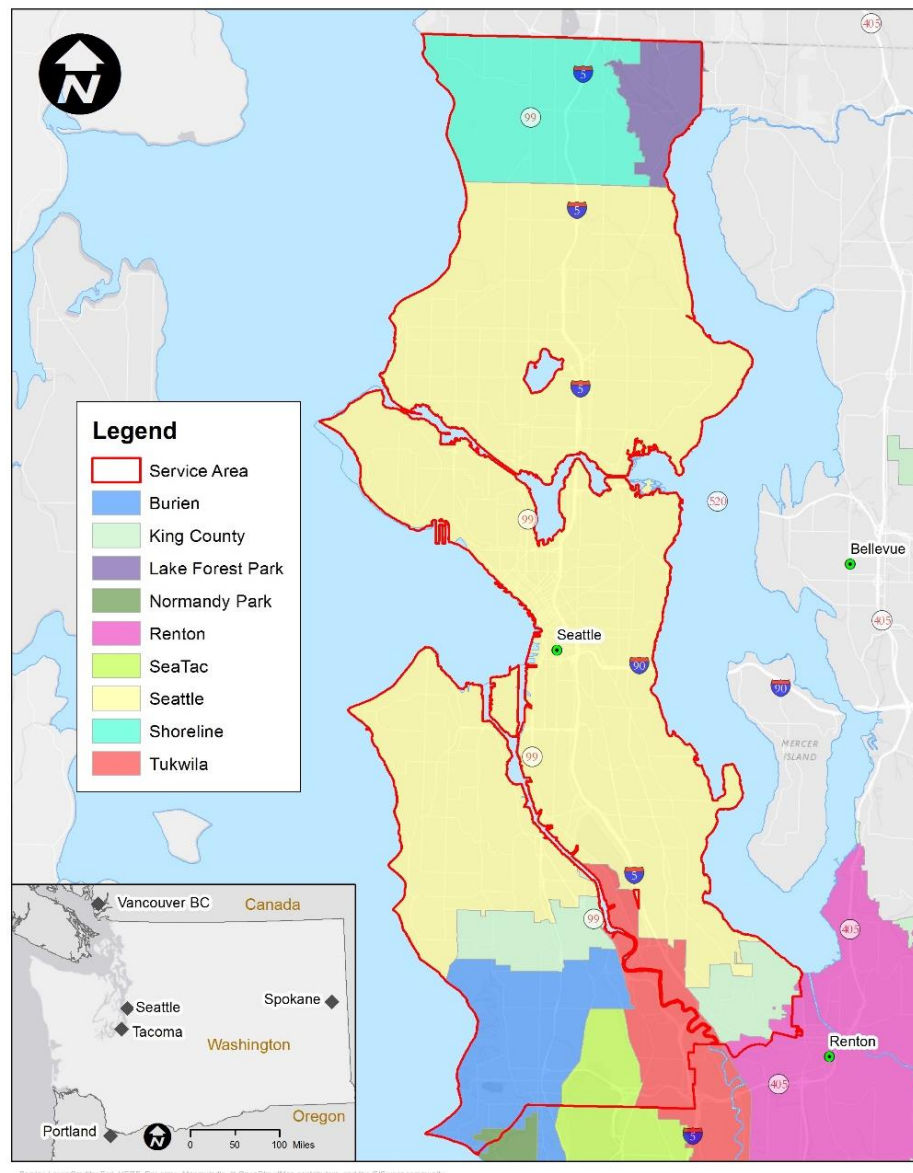 N
405
5
99
5
5
Legend
Service Area
Burien
King County
Lake Forest Park
Normandy Park
Renton
SeaTac
Seattle
Shoreline
Tukwila
99
520
Bellevue
405
Seattle
90
90
MERCER
ISLAND
99
5
99
405
Renton
405
5
Vancouver BC
Canada
Seattle
Spokane
Tacoma
Washington
Oregon
Portland
N
0 50 100 Miles